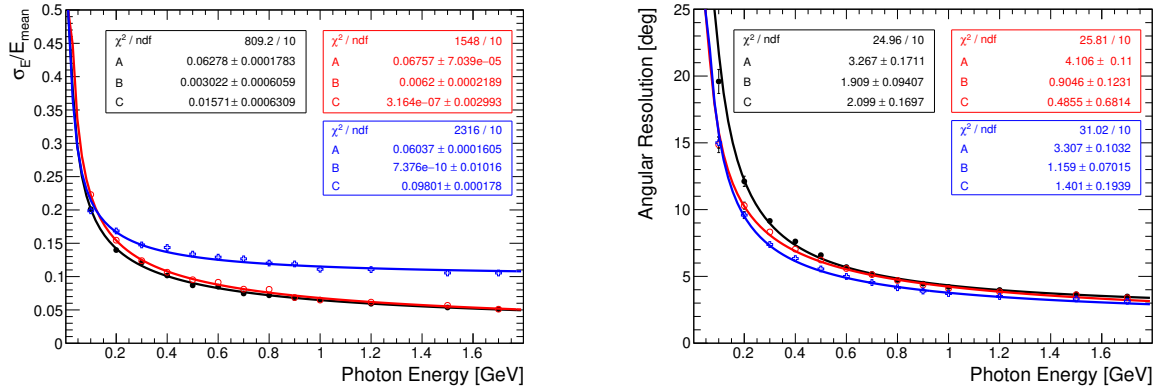 σ_E/E_mean
0.5
0.45
0.4
0.35
0.3
0.25
0.2
0.15
0.1
0.05
0
χ² / ndf 809.2 / 10
A 0.06278 ± 0.0001783
B 0.003022 ± 0.0006059
C 0.01571 ± 0.0006309
χ² / ndf 1548 / 10
A 0.06757 ± 7.039e−05
B 0.0062 ± 0.0002189
C 3.164e−07 ± 0.002993
χ² / ndf 2316 / 10
A 0.06037 ± 0.0001605
B 7.376e−10 ± 0.01016
C 0.09801 ± 0.000178
0.2 0.4 0.6 0.8 1 1.2 1.4 1.6
Photon Energy [GeV]
Angular Resolution [deg]
25
20
15
10
5
0
χ² / ndf 24.96 / 10
A 3.267 ± 0.1711
B 1.909 ± 0.09407
C 2.099 ± 0.1697
χ² / ndf 25.81 / 10
A 4.106 ± 0.11
B 0.9046 ± 0.1231
C 0.4855 ± 0.6814
χ² / ndf 31.02 / 10
A 3.307 ± 0.1032
B 1.159 ± 0.07015
C 1.401 ± 0.1939
0.2 0.4 0.6 0.8 1 1.2 1.4 1.6
Photon Energy [GeV]